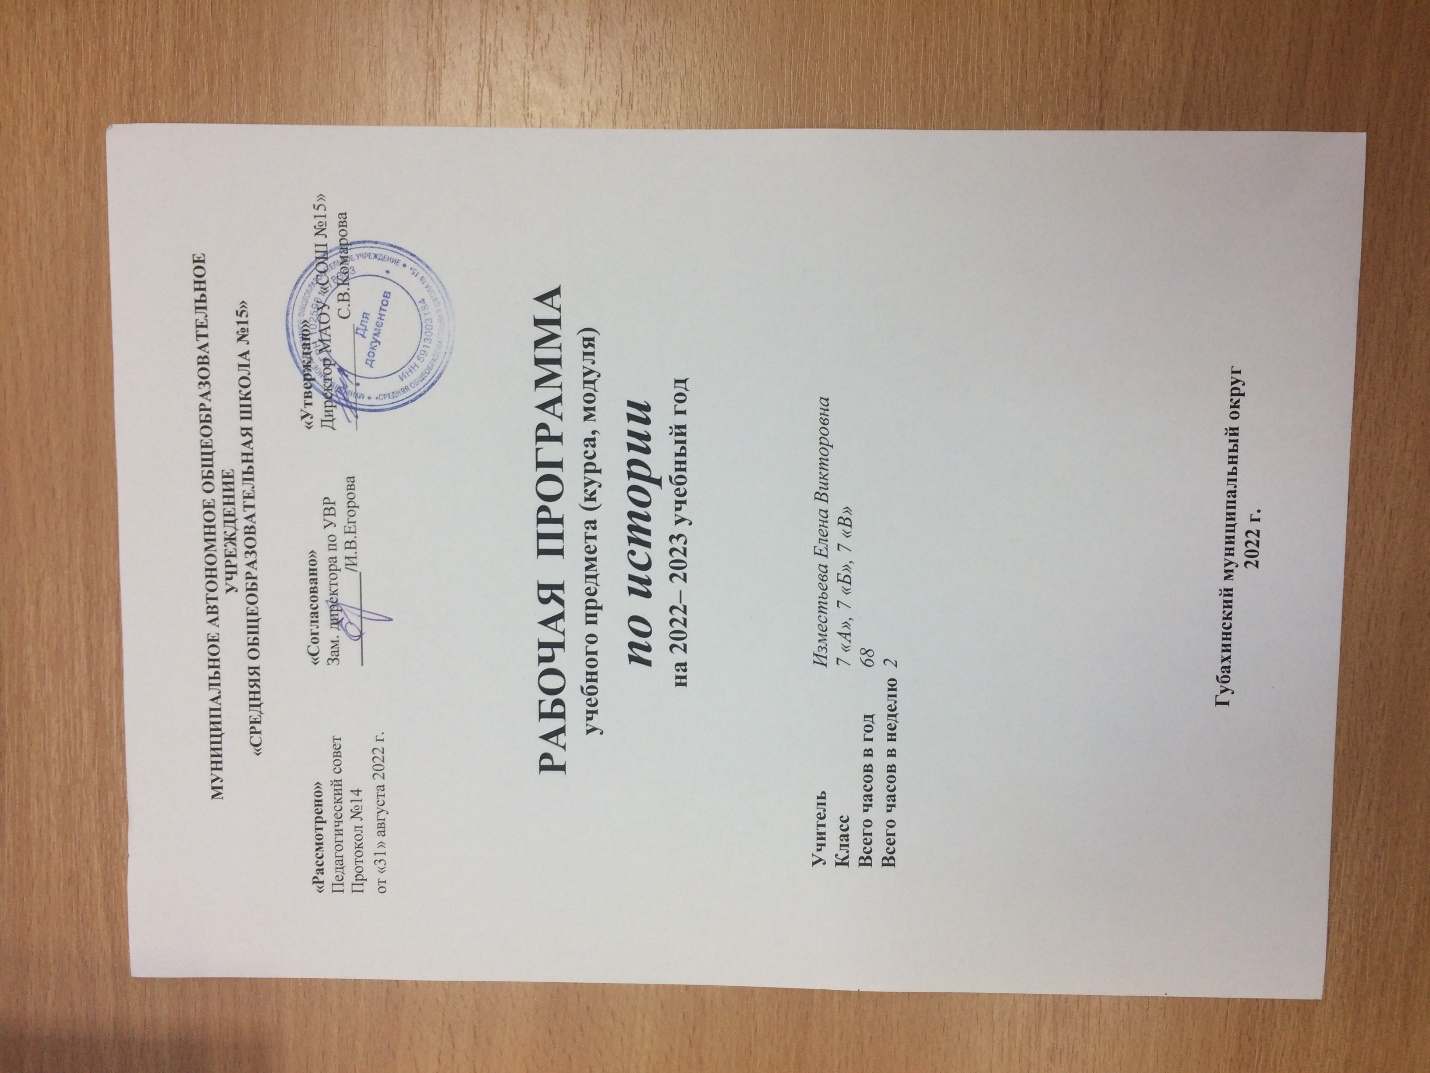 МУНИЦИПАЛЬНОЕ АВТОНОМНОЕ ОБЩЕОБРАЗОВАТЕЛЬНОЕ
УЧРЕЖДЕНИЕ
«СРЕДНЯЯ ОБЩЕОБРАЗОВАТЕЛЬНАЯ ШКОЛА №15»
«Рассмотрено»
Педагогический совет
Протокол №14
от «31» августа 2022 г.
«Согласовано»
Зам. директора по УВР
/И.В.Егорова
«Утверждаю»
Директор МАОУ «СОШ №15»
С.В.Комарова
Для
документов
ИНН 5913003184
РАБОЧАЯ ПРОГРАММА
учебного предмета (курса, модуля)
по истории
на 2022– 2023 учебный год
Учитель Изместьева Елена Викторовна
Класс 7 «А», 7 «Б», 7 «В»
Всего часов в год 68
Всего часов в неделю 2
Губахинский муниципальный округ
2022 г.